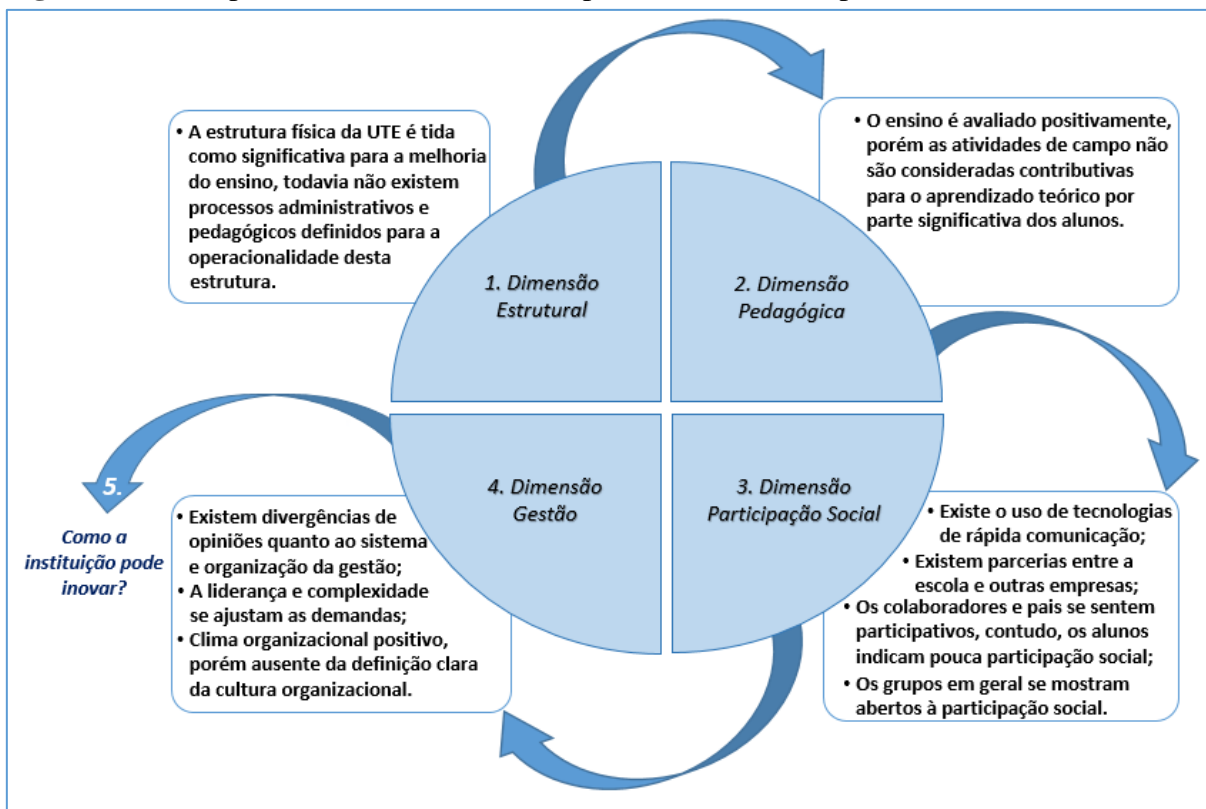 • A estrutura física da UTE é tida
como significativa para a melhoria
do ensino, todavia não existem
processos administrativos e
pedagógicos definidos para a
operacionalidade desta
estrutura.
• O ensino é avaliado positivamente,
porém as atividades de campo não
são consideradas contributivas
para o aprendizado teórico por
parte significativa dos alunos.
1. Dimensão
Estrutural
2. Dimensão
Pedagógica
4. Dimensão
Gestão
3. Dimensão
Participação Social
• Existe o uso de tecnologias
de rápida comunicação;
• Existem parcerias entre a
escola e outras empresas;
• Os colaboradores e pais se sentem
participativos, contudo, os alunos
indicam pouca participação social;
• Os grupos em geral se mostram
abertos à participação social.
• Existem divergências de
opiniões quanto ao sistema
e organização da gestão;
• A liderança e complexidade
se ajustam as demandas;
• Clima organizacional positivo,
porém ausente da definição clara
da cultura organizacional.
5.
Como a
instituição pode
inovar?